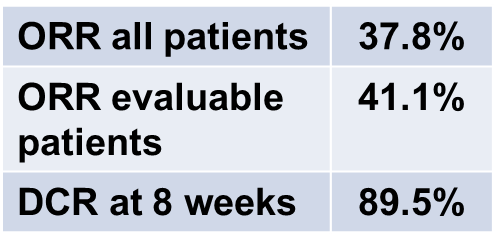 ORR all patients 37.8%
ORR evaluable 41.1%
patients
DCR at 8 weeks 89.5%